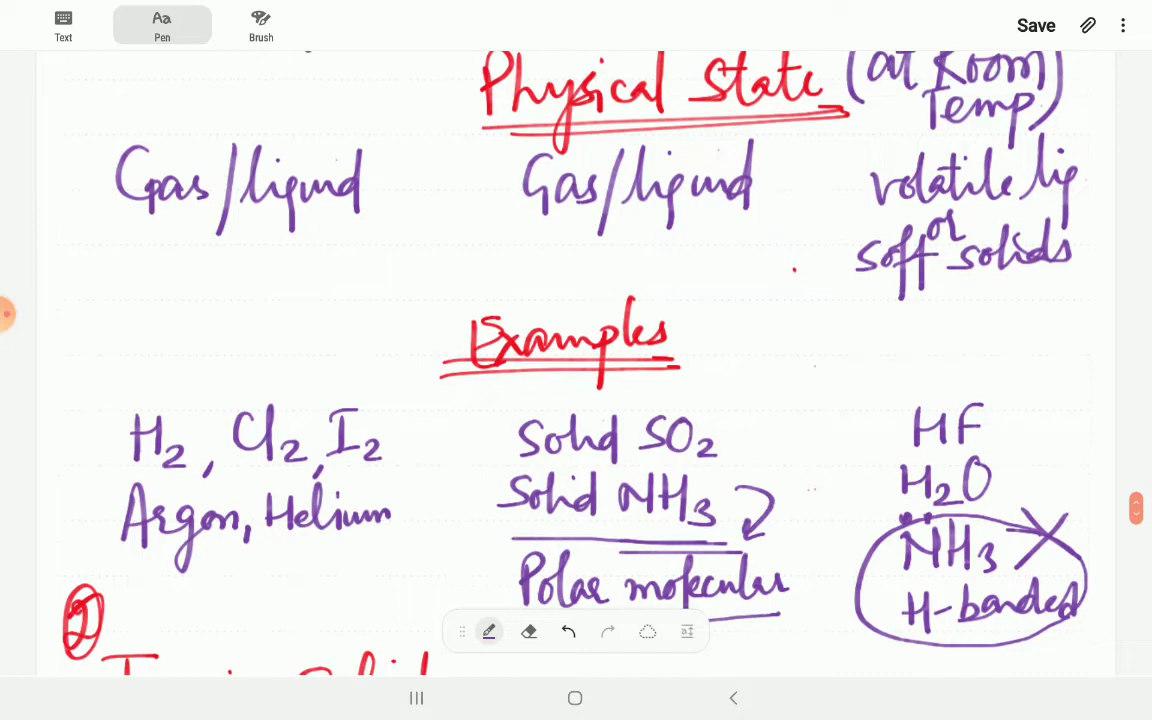 Text
Pen
Brush
Save
Physical State (at Room Temp)
Gas/liquid
Gas/liquid
volatile liq
or
soft solids
Examples
H2, Cl2, I2
Argon, Helium
Solid SO2
Solid NH3
Polar molecular
HF
H2O
NH3
H-bonded
2